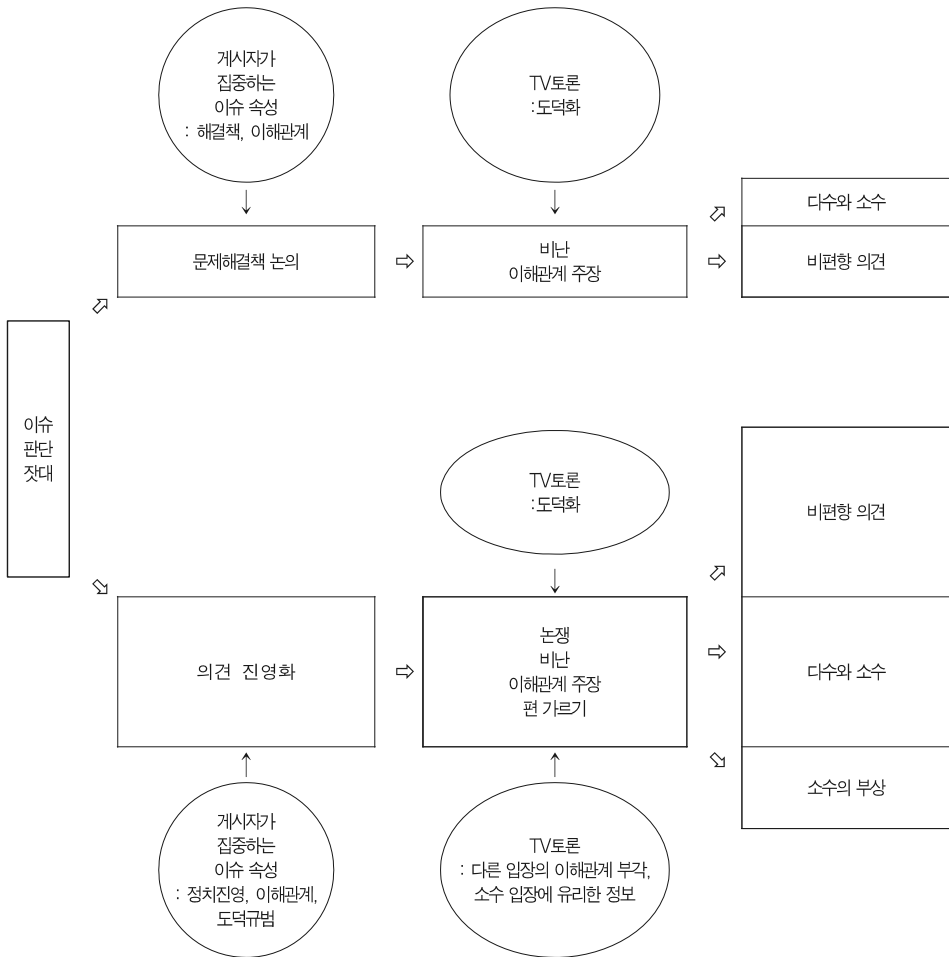 게시자가
집중하는
이슈 속성
: 해결책, 이해관계
TV토론
:도덕화
다수와 소수
문제해결책 논의
비난
이해관계 주장
비편향 의견
이슈
판단
잣대
TV토론
:도덕화
비편향 의견
의견 진영화
논쟁
비난
이해관계 주장
편 가르기
다수와 소수
소수의 부상
게시자가
집중하는
이슈 속성
: 정치진영, 이해관계,
도덕규범
TV토론
: 다른 입장의 이해관계 부각,
소수 입장에 유리한 정보